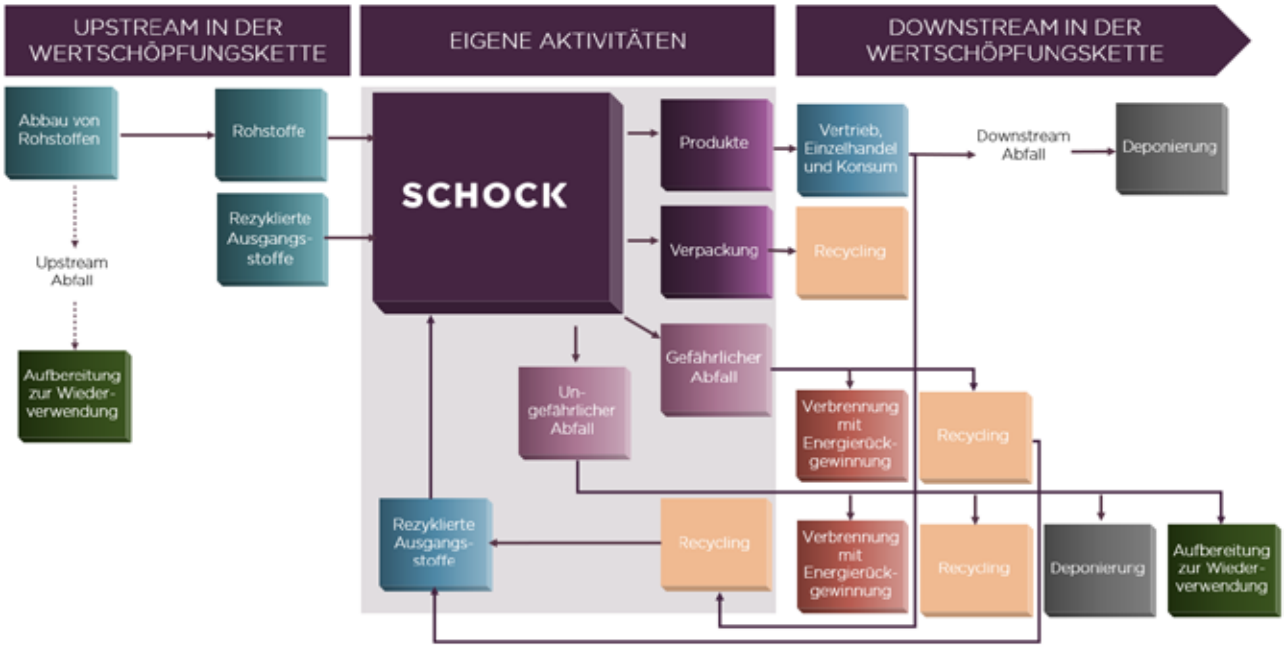 UPSTREAM IN DER
WERTSCHÖPFUNGSKETTE
EIGENE AKTIVITÄTEN
DOWNSTREAM IN DER
WERTSCHÖPFUNGSKETTE
Abbau von
Rohstoffen
Rohstoffe
Rezyklierte
Ausgangs-
stoffe
Upstream
Abfall
Aufbereitung
zur Wieder-
verwendung
SCHOCK
Produkte
Verpackung
Gefährlicher
Abfall
Un-
gefährlicher
Abfall
Rezyklierte
Ausgangs-
stoffe
Recycling
Vertrieb,
Einzelhandel
und Konsum
Downstream
Abfall
Deponierung
Recycling
Verbrennung
mit
Energierück-
gewinnung
Recycling
Verbrennung
mit
Energierück-
gewinnung
Recycling
Deponierung
Aufbereitung
zur Wieder-
verwendung